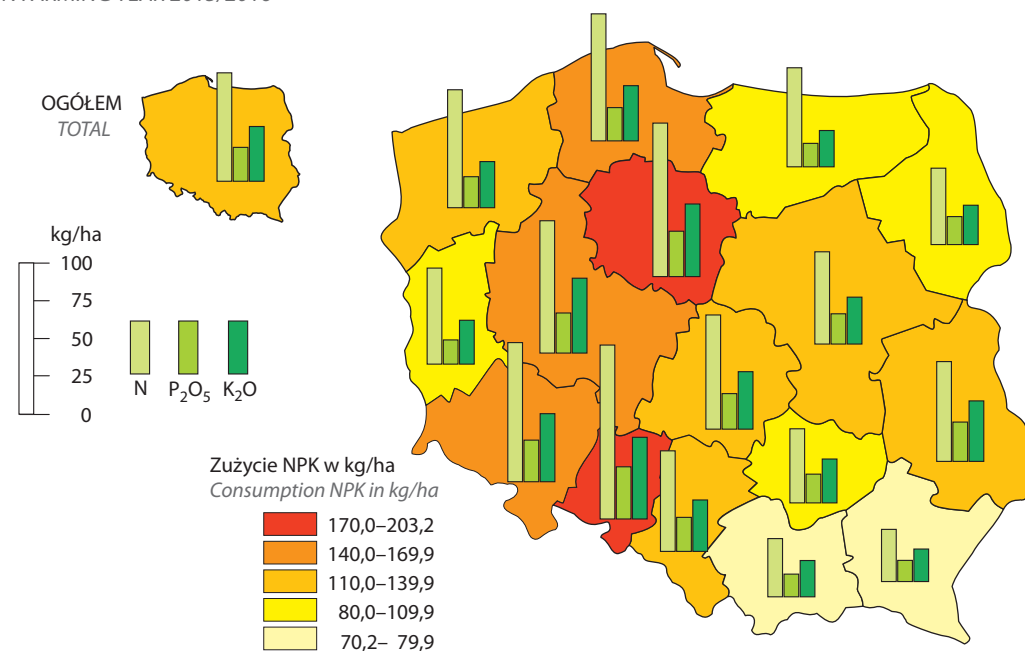 OGÓŁEM
TOTAL
kg/ha
100
75
50
25
0
N P₂O₅ K₂O
Zużycie NPK w kg/ha
Consumption NPK in kg/ha
170,0–203,2
140,0–169,9
110,0–139,9
80,0–109,9
70,2– 79,9